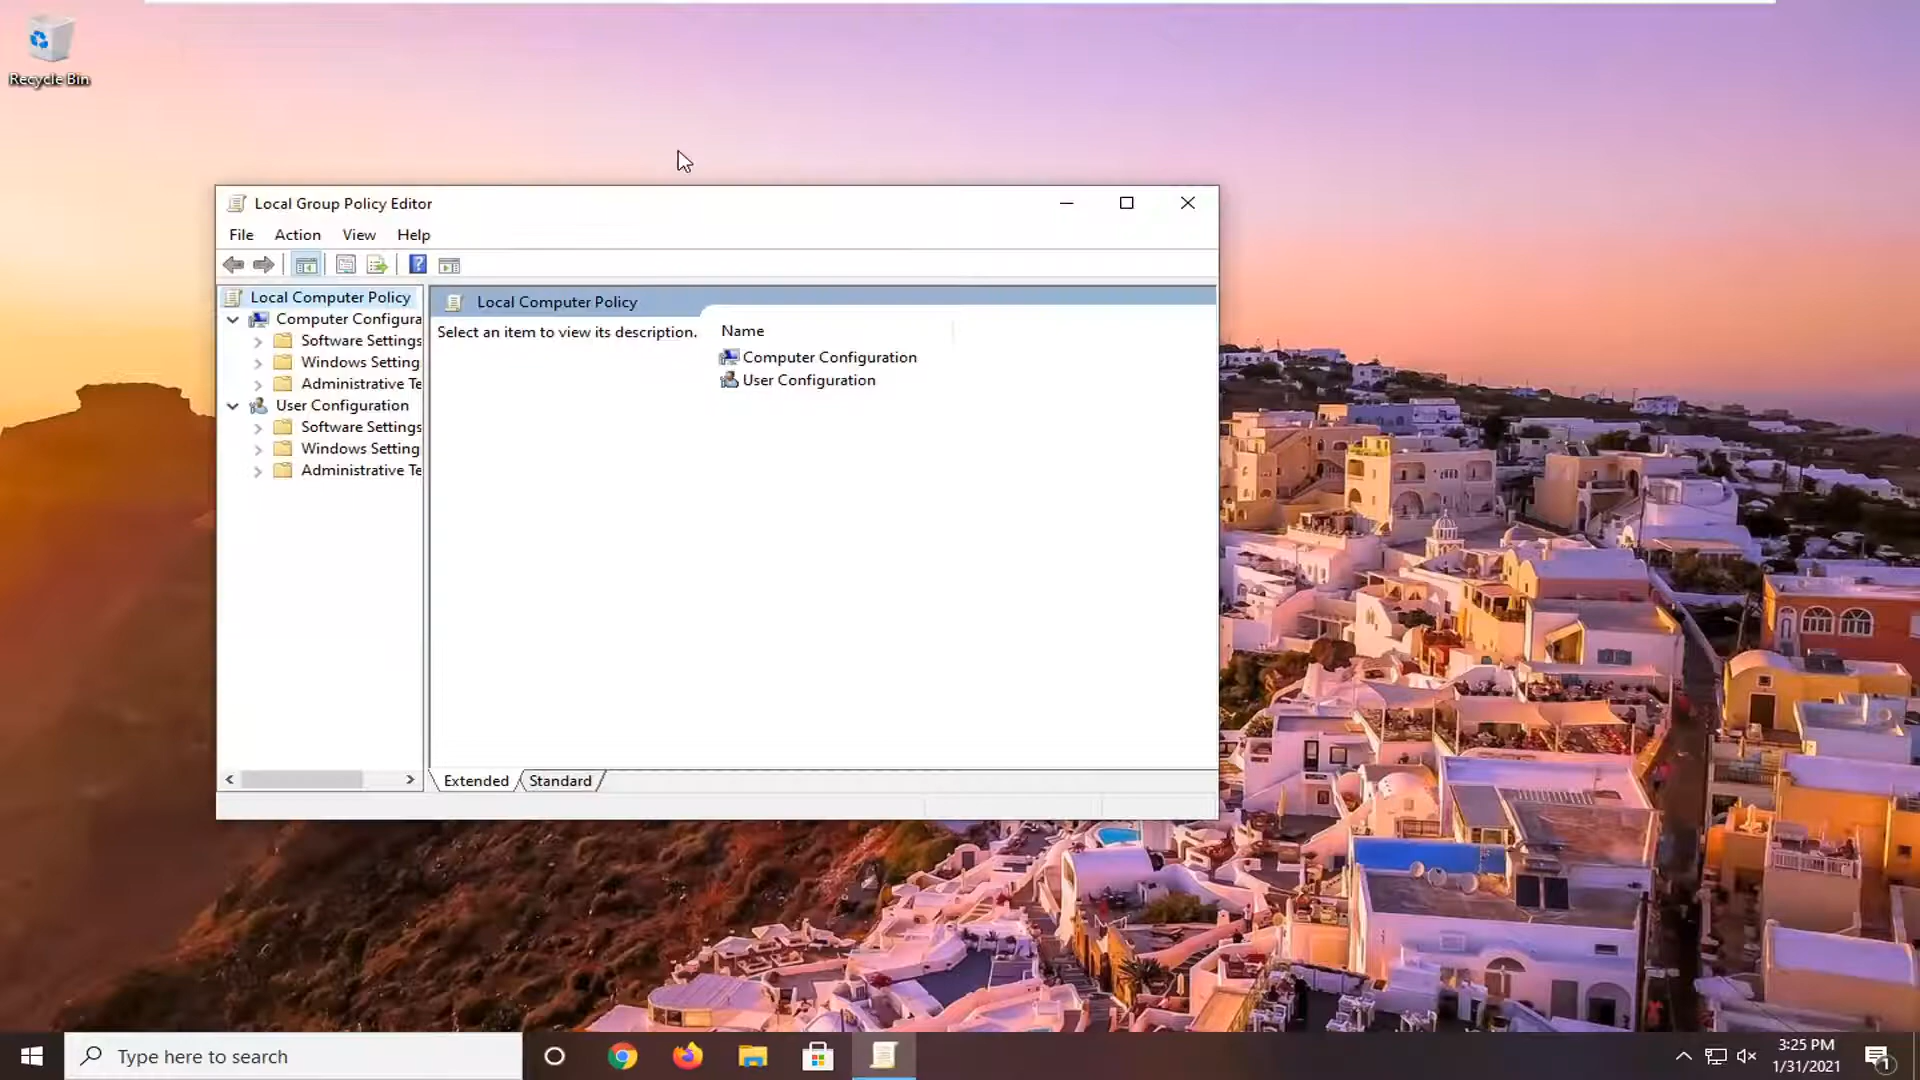 Recycle Bin
Local Group Policy Editor
File Action View Help
Local Computer Policy
Computer Configura
Software Settings
Windows Setting
Administrative Te
User Configuration
Software Settings
Windows Setting
Administrative Te
Local Computer Policy
Select an item to view its description.
Name
Computer Configuration
User Configuration
Extended Standard
Type here to search
3:25 PM
1/31/2021
1